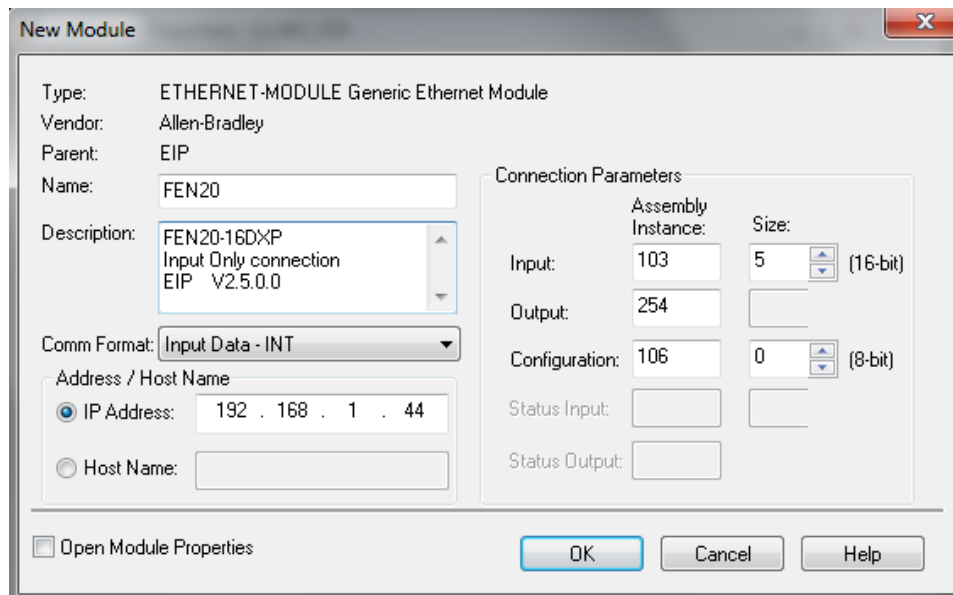 New Module
Type: ETHERNET-MODULE Generic Ethernet Module
Vendor: Allen-Bradley
Parent: EIP
Name: FEN20
Description: FEN20-16DXP
Input Only connection
EIP V2.5.0.0
Comm Format: Input Data - INT
Address / Host Name
IP Address: 192 . 168 . 1 . 44
Host Name:
Connection Parameters
Assembly
Instance: Size:
Input: 103 5 (16-bit)
Output: 254
Configuration: 106 0 (8-bit)
Status Input:
Status Output:
Open Module Properties
OK Cancel Help